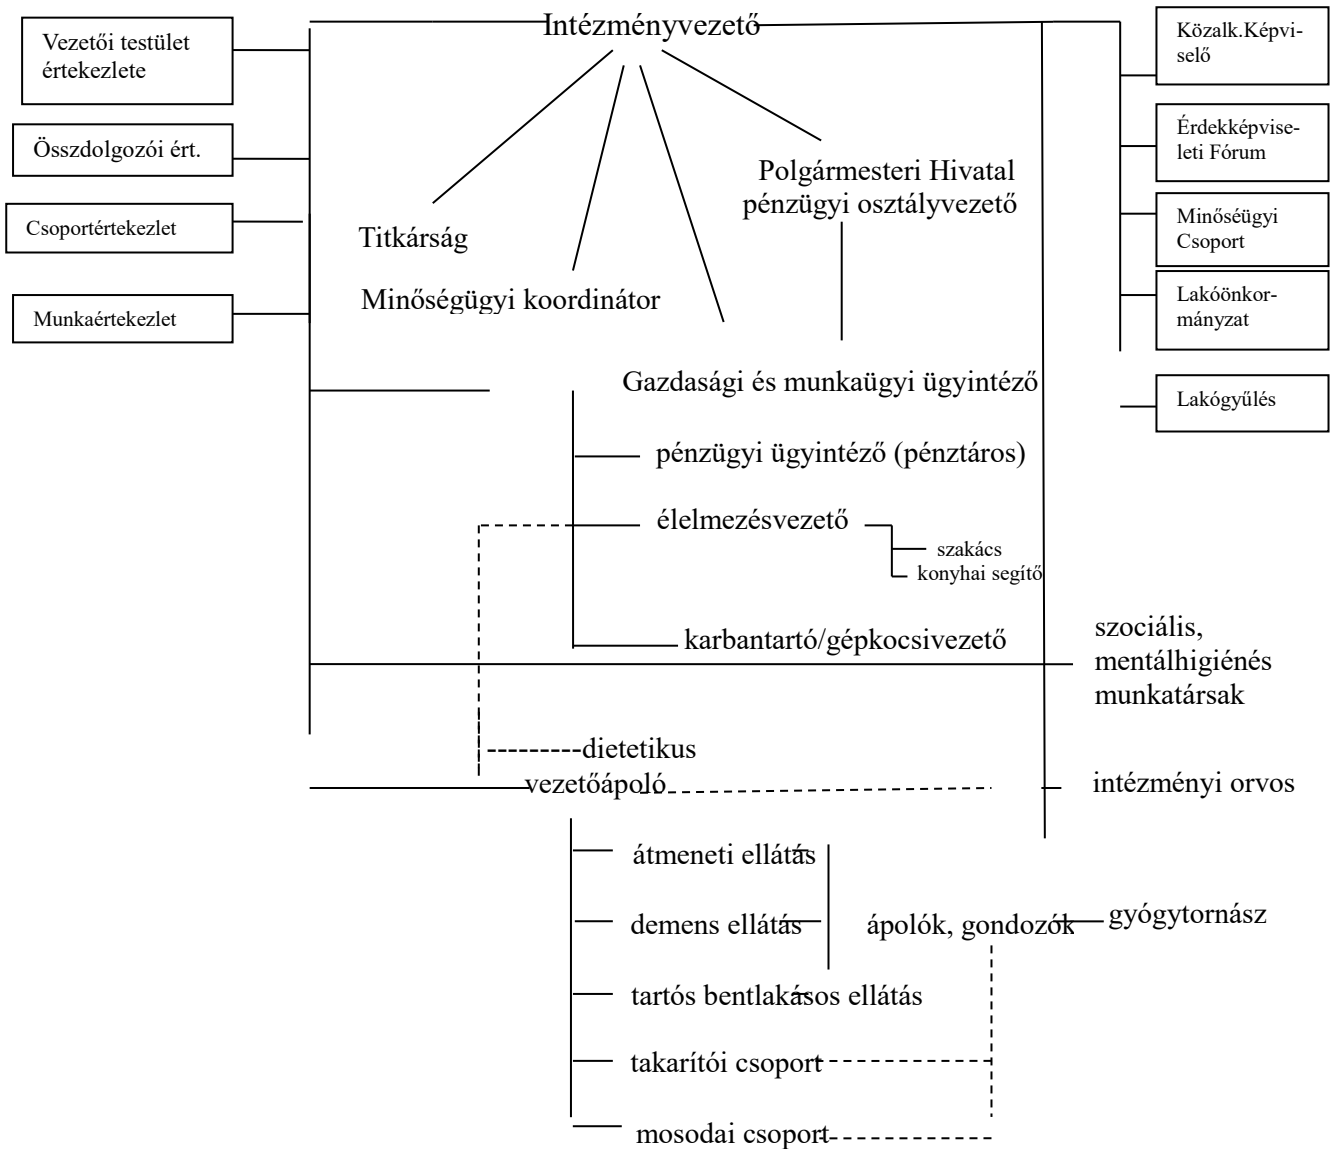 Intézményvezető
Vezetői testület
értekezlete
Összdolgozói ért.
Csoportértekezlet
Munkaértekezlet
Közalk.Képvi-
selő
Érdekképvise-
leti Fórum
Minőséügyi
Csoport
Lakóönkor-
mányzat
Lakógyűlés
Polgármesteri Hivatal
pénzügyi osztályvezető
Titkárság
Minőségügyi koordinátor
Gazdasági és munkaügyi ügyintéző
pénzügyi ügyintéző (pénztáros)
élelmezésvezető
szakács
konyhai segítő
karbantartó/gépkocsivezető
szociális,
mentálhigiénés
munkatársak
dietetikus
vezetőápoló
intézményi orvos
átmeneti ellátás
demens ellátás
ápolók, gondozók
gyógytornász
tartós bentlakásos ellátás
takarítói csoport
mosodai csoport